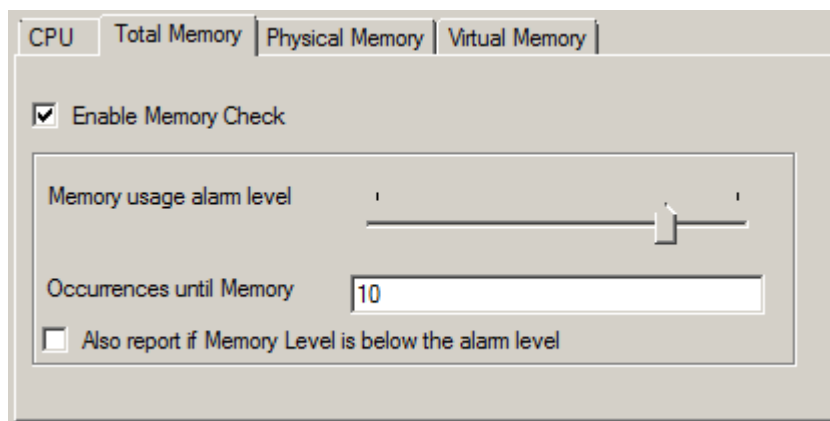 CPU Total Memory Physical Memory Virtual Memory
Enable Memory Check
Memory usage alarm level
Occurrences until Memory 10
Also report if Memory Level is below the alarm level